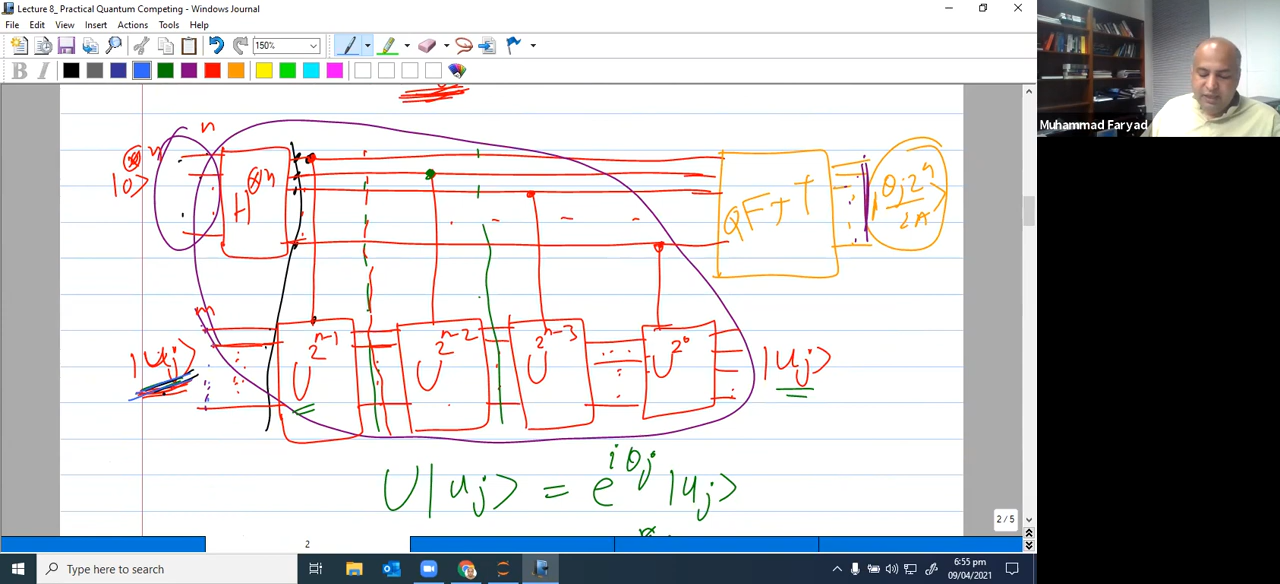 Lecture 8_ Practical Quantum Competing - Windows Journal
File Edit View Insert Actions Tools Help
150%
B I
Muhammad Faryad
n
|0⟩⊗n
H⊗n
QFT†
|θj2ⁿ/2π⟩
m
|uj⟩
U2ⁿ⁻¹
U2ⁿ⁻²
U2ⁿ⁻³
U2⁰
|uj⟩
U|uj⟩ = e^iθj |uj⟩
2 / 5
2
Type here to search
6:55 pm
09/04/2021